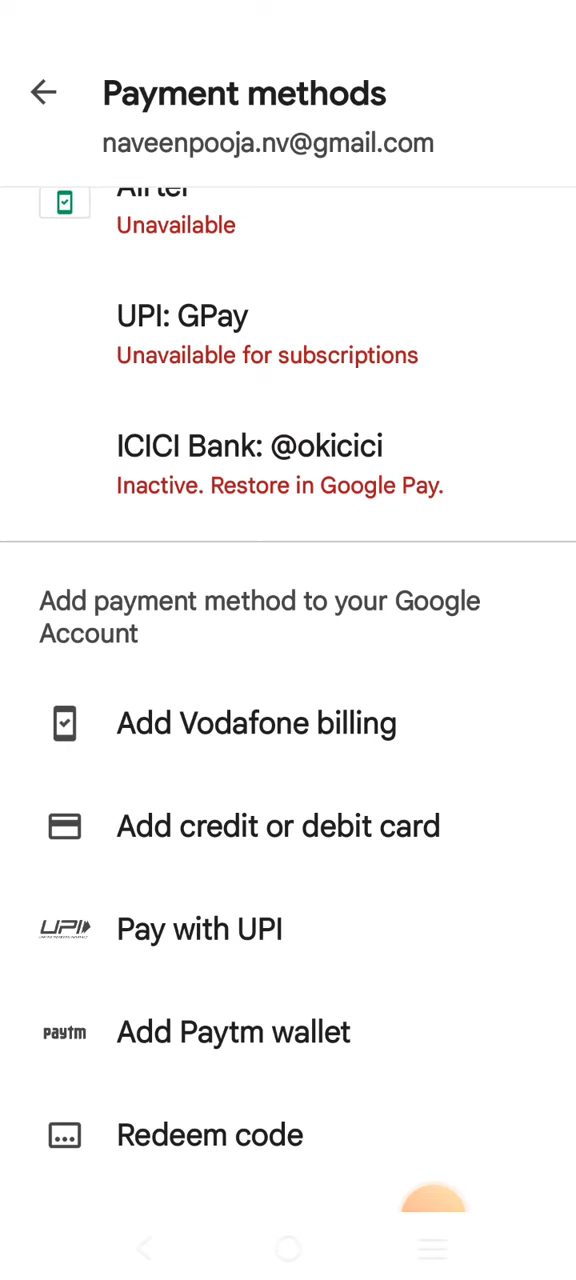 Payment methods
naveenpooja.nv@gmail.com
Airtel
Unavailable
UPI: GPay
Unavailable for subscriptions
ICICI Bank: @okicici
Inactive. Restore in Google Pay.
Add payment method to your Google
Account
Add Vodafone billing
Add credit or debit card
UPI Pay with UPI
paytm Add Paytm wallet
Redeem code